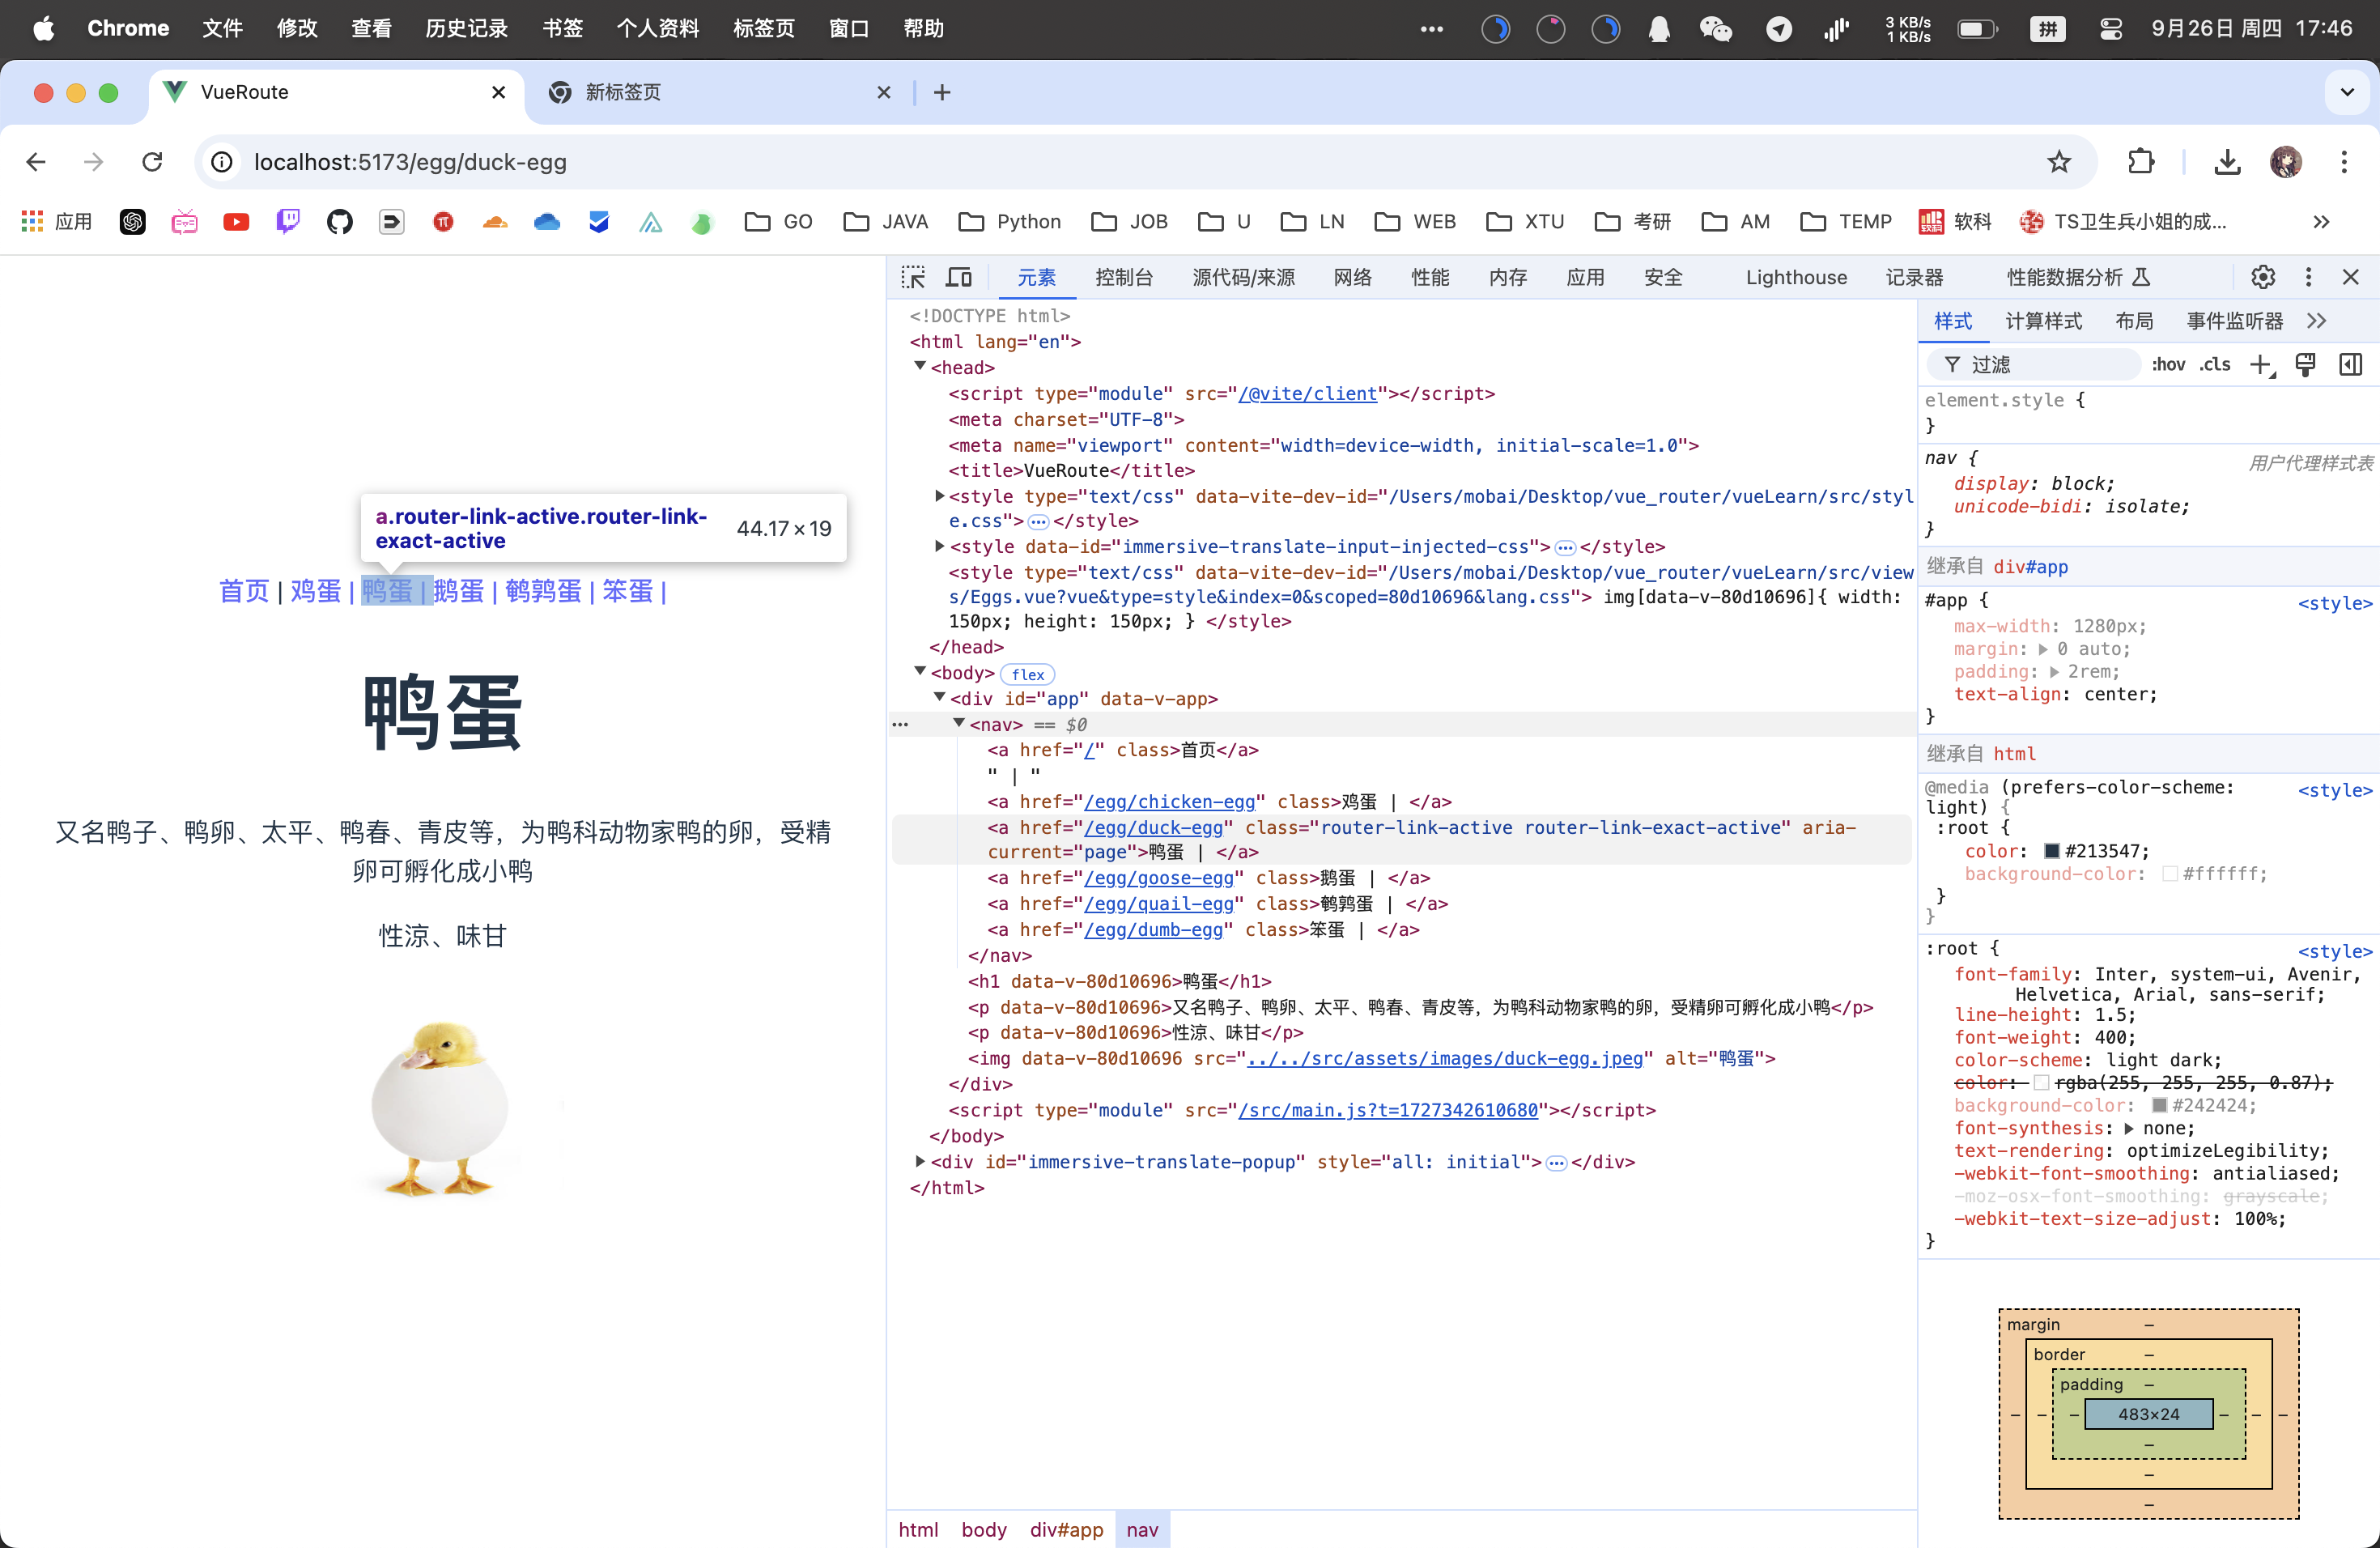 Chrome 文件 修改 查看 历史记录 书签 个人资料 标签页 窗口 帮助 ••• 3 KB/s 1 KB/s 拼 9月26日 周四 17:46
VueRoute 新标签页
localhost:5173/egg/duck-egg
应用 GO JAVA Python JOB U LN WEB XTU 考研 AM TEMP 软科 TS卫生兵小姐的成...
a.router-link-active.router-link-
exact-active
44.17×19
首页 | 鸡蛋 | 鸭蛋 | 鹅蛋 | 鹌鹑蛋 | 笨蛋 |
鸭蛋
又名鸭子、鸭卵、太平、鸭春、青皮等，为鸭科动物家鸭的卵，受精
卵可孵化成小鸭
性凉、味甘
元素 控制台 源代码/来源 网络 性能 内存 应用 安全 Lighthouse 记录器 性能数据分析
<!DOCTYPE html>
<html lang="en">
<head>
<script type="module" src="/@vite/client"></script>
<meta charset="UTF-8">
<meta name="viewport" content="width=device-width, initial-scale=1.0">
<title>VueRoute</title>
<style type="text/css" data-vite-dev-id="/Users/mobai/Desktop/vue_router/vueLearn/src/styl
e.css">…</style>
<style data-id="immersive-translate-input-injected-css">…</style>
<style type="text/css" data-vite-dev-id="/Users/mobai/Desktop/vue_router/vueLearn/src/view
s/Eggs.vue?vue&type=style&index=0&scoped=80d10696&lang.css"> img[data-v-80d10696]{ width:
150px; height: 150px; } </style>
</head>
<body> flex
<div id="app" data-v-app>
<nav> == $0
<a href="/" class>首页</a>
" | "
<a href="/egg/chicken-egg" class>鸡蛋 | </a>
<a href="/egg/duck-egg" class="router-link-active router-link-exact-active" aria-
current="page">鸭蛋 | </a>
<a href="/egg/goose-egg" class>鹅蛋 | </a>
<a href="/egg/quail-egg" class>鹌鹑蛋 | </a>
<a href="/egg/dumb-egg" class>笨蛋 | </a>
</nav>
<h1 data-v-80d10696>鸭蛋</h1>
<p data-v-80d10696>又名鸭子、鸭卵、太平、鸭春、青皮等，为鸭科动物家鸭的卵，受精卵可孵化成小鸭</p>
<p data-v-80d10696>性凉、味甘</p>
<img data-v-80d10696 src="../../src/assets/images/duck-egg.jpeg" alt="鸭蛋">
</div>
<script type="module" src="/src/main.js?t=1727342610680"></script>
</body>
<div id="immersive-translate-popup" style="all: initial">…</div>
</html>
html body div#app nav
样式 计算样式 布局 事件监听器
过滤 :hov .cls
element.style {
}
nav { 用户代理样式表
display: block;
unicode-bidi: isolate;
}
继承自 div#app
#app { <style>
max-width: 1280px;
margin: 0 auto;
padding: 2rem;
text-align: center;
}
继承自 html
@media (prefers-color-scheme: <style>
light) {
:root {
color: #213547;
background-color: #ffffff;
}
}
:root { <style>
font-family: Inter, system-ui, Avenir,
Helvetica, Arial, sans-serif;
line-height: 1.5;
font-weight: 400;
color-scheme: light dark;
color: rgba(255, 255, 255, 0.87);
background-color: #242424;
font-synthesis: none;
text-rendering: optimizeLegibility;
-webkit-font-smoothing: antialiased;
-moz-osx-font-smoothing: grayscale;
-webkit-text-size-adjust: 100%;
}
margin –
border –
padding –
– – – 483×24 – – –
–
–
–